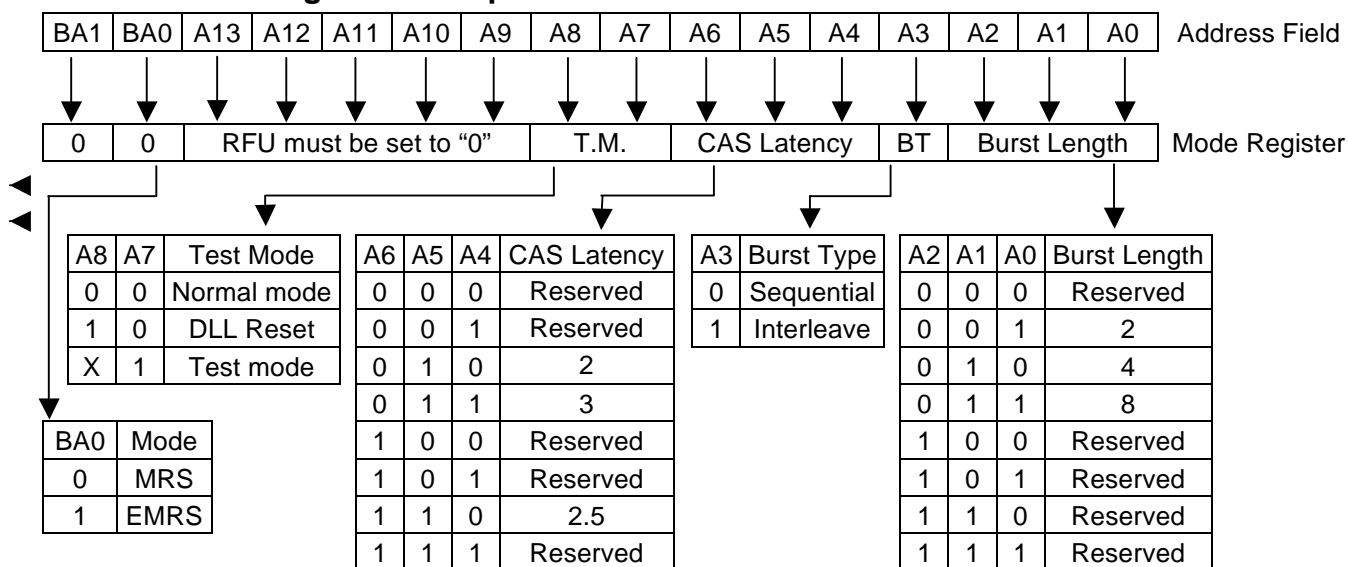 BA1 BA0 A13 A12 A11 A10 A9 A8 A7 A6 A5 A4 A3 A2 A1 A0 Address Field
0 0 RFU must be set to “0” T.M. CAS Latency BT Burst Length Mode Register
A8 A7 Test Mode
0 0 Normal mode
1 0 DLL Reset
X 1 Test mode
BA0 Mode
0 MRS
1 EMRS
A6 A5 A4 CAS Latency
0 0 0 Reserved
0 0 1 Reserved
0 1 0 2
0 1 1 3
1 0 0 Reserved
1 0 1 Reserved
1 1 0 2.5
1 1 1 Reserved
A3 Burst Type
0 Sequential
1 Interleave
A2 A1 A0 Burst Length
0 0 0 Reserved
0 0 1 2
0 1 0 4
0 1 1 8
1 0 0 Reserved
1 0 1 Reserved
1 1 0 Reserved
1 1 1 Reserved